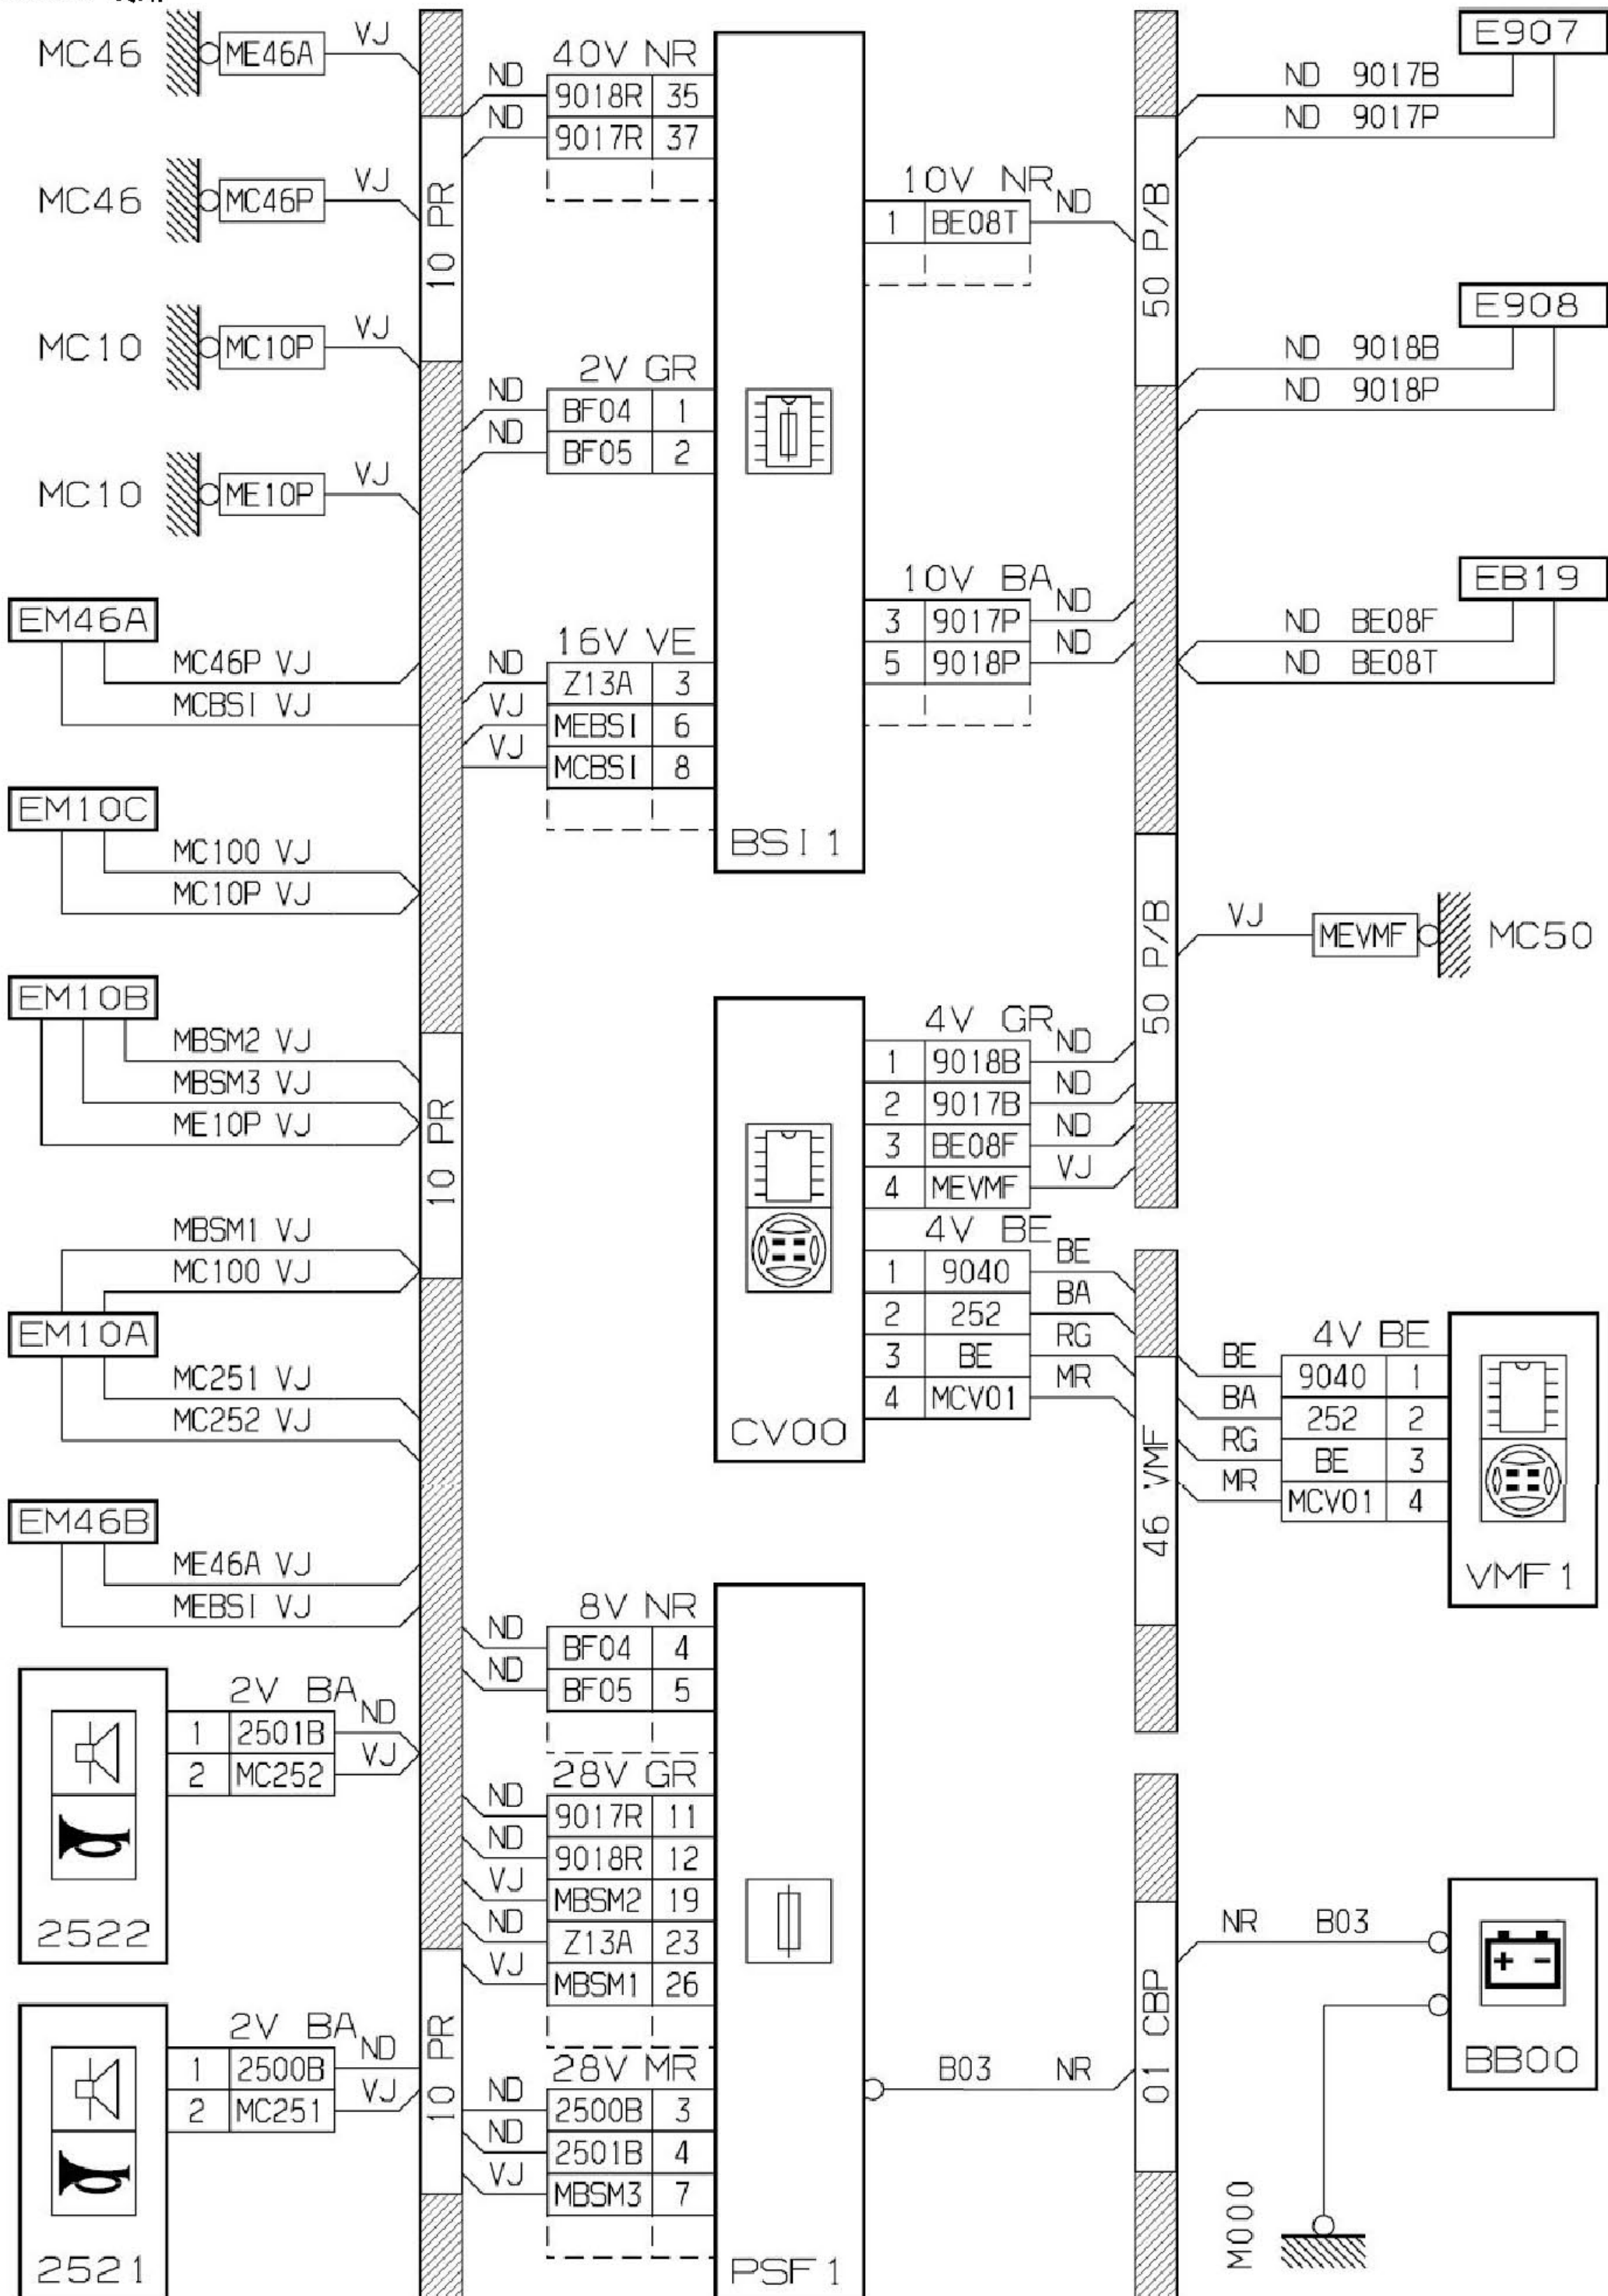 MC46 ME46A VJ
MC46 MC46P VJ
MC10 MC10P VJ
MC10 ME10P VJ
EM46A
MC46P VJ
MCBSI VJ
EM10C
MC100 VJ
MC10P VJ
EM10B
MBSM2 VJ
MBSM3 VJ
ME10P VJ
MBSM1 VJ
MC100 VJ
EM10A
MC251 VJ
MC252 VJ
EM46B
ME46A VJ
MEBSI VJ
2V BA
1 2501B ND
2 MC252 VJ
2522
2V BA
1 2500B ND
2 MC251 VJ
2521
10 PR
10 PR
10 PR
40V NR
ND 9018R 35
ND 9017R 37
2V GR
ND BF04 1
ND BF05 2
16V VE
ND Z13A 3
VJ MEBSI 6
VJ MCBSI 8
10V NR
1 BE08T ND
10V BA
3 9017P ND
5 9018P ND
BSI1
4V GR
1 9018B ND
2 9017B ND
3 BE08F ND
4 MEVMF VJ
4V BE
1 9040 BE
2 252 BA
3 BE RG
4 MCV01 MR
CV00
8V NR
ND BF04 4
ND BF05 5
28V GR
ND 9017R 11
ND 9018R 12
VJ MBSM2 19
ND Z13A 23
VJ MBSM1 26
28V MR
ND 2500B 3
ND 2501B 4
VJ MBSM3 7
B03 NR
PSF1
50 P/B
50 P/B
46 VMF
01 CBP
E907
ND 9017B
ND 9017P
E908
ND 9018B
ND 9018P
EB19
ND BE08F
ND BE08T
VJ MEVMF MC50
4V BE
BE 9040 1
BA 252 2
RG BE 3
MR MCV01 4
VMF1
NR B03
+ -
BB00
M000